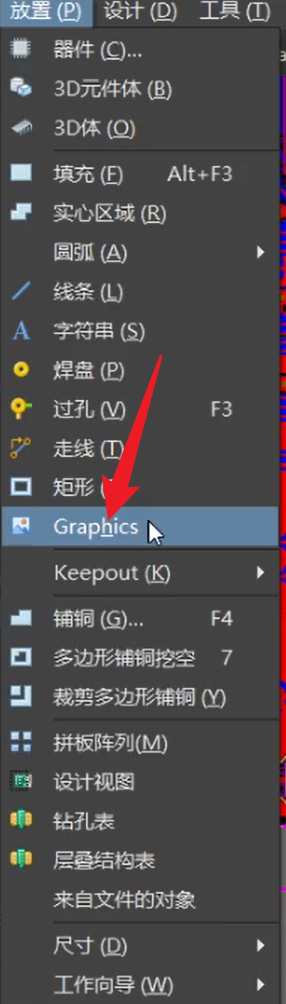 放置 (P) 设计 (D) 工具 (T)
器件 (C)...
3D元件体 (B)
3D体 (O)
填充 (F) Alt+F3
实心区域 (R)
圆弧 (A)
线条 (L)
字符串 (S)
焊盘 (P)
过孔 (V) F3
走线 (T)
矩形
Graphics
Keepout (K)
铺铜 (G)... F4
多边形铺铜挖空 7
裁剪多边形铺铜 (Y)
拼板阵列(M)
设计视图
钻孔表
层叠结构表
来自文件的对象
尺寸 (D)
工作向导 (W)